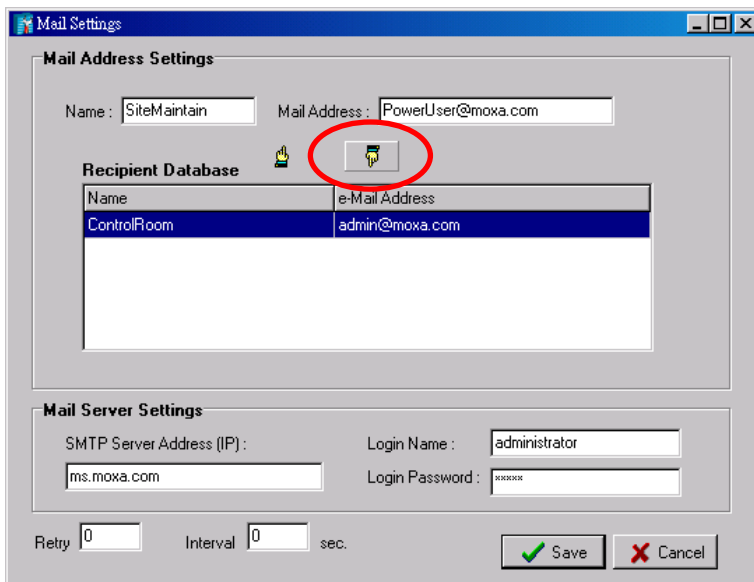 Mail Settings
Mail Address Settings
Name : SiteMaintain Mail Address : PowerUser@moxa.com
Recipient Database
Name e-Mail Address
ControlRoom admin@moxa.com
Mail Server Settings
SMTP Server Address (IP) : Login Name : administrator
ms.moxa.com Login Password : xxxxx
Retry 0 Interval 0 sec.
Save Cancel